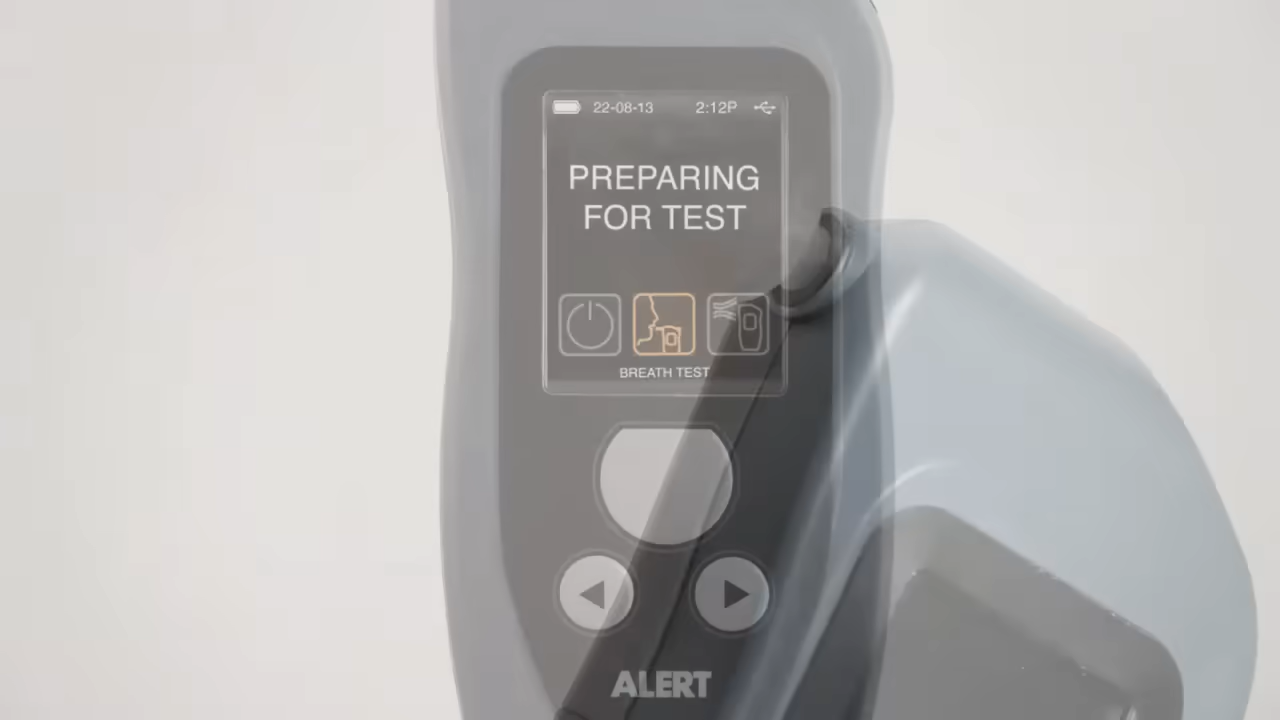 22-08-13 2:12P
PREPARING
FOR TEST
BREATH TEST
ALERT